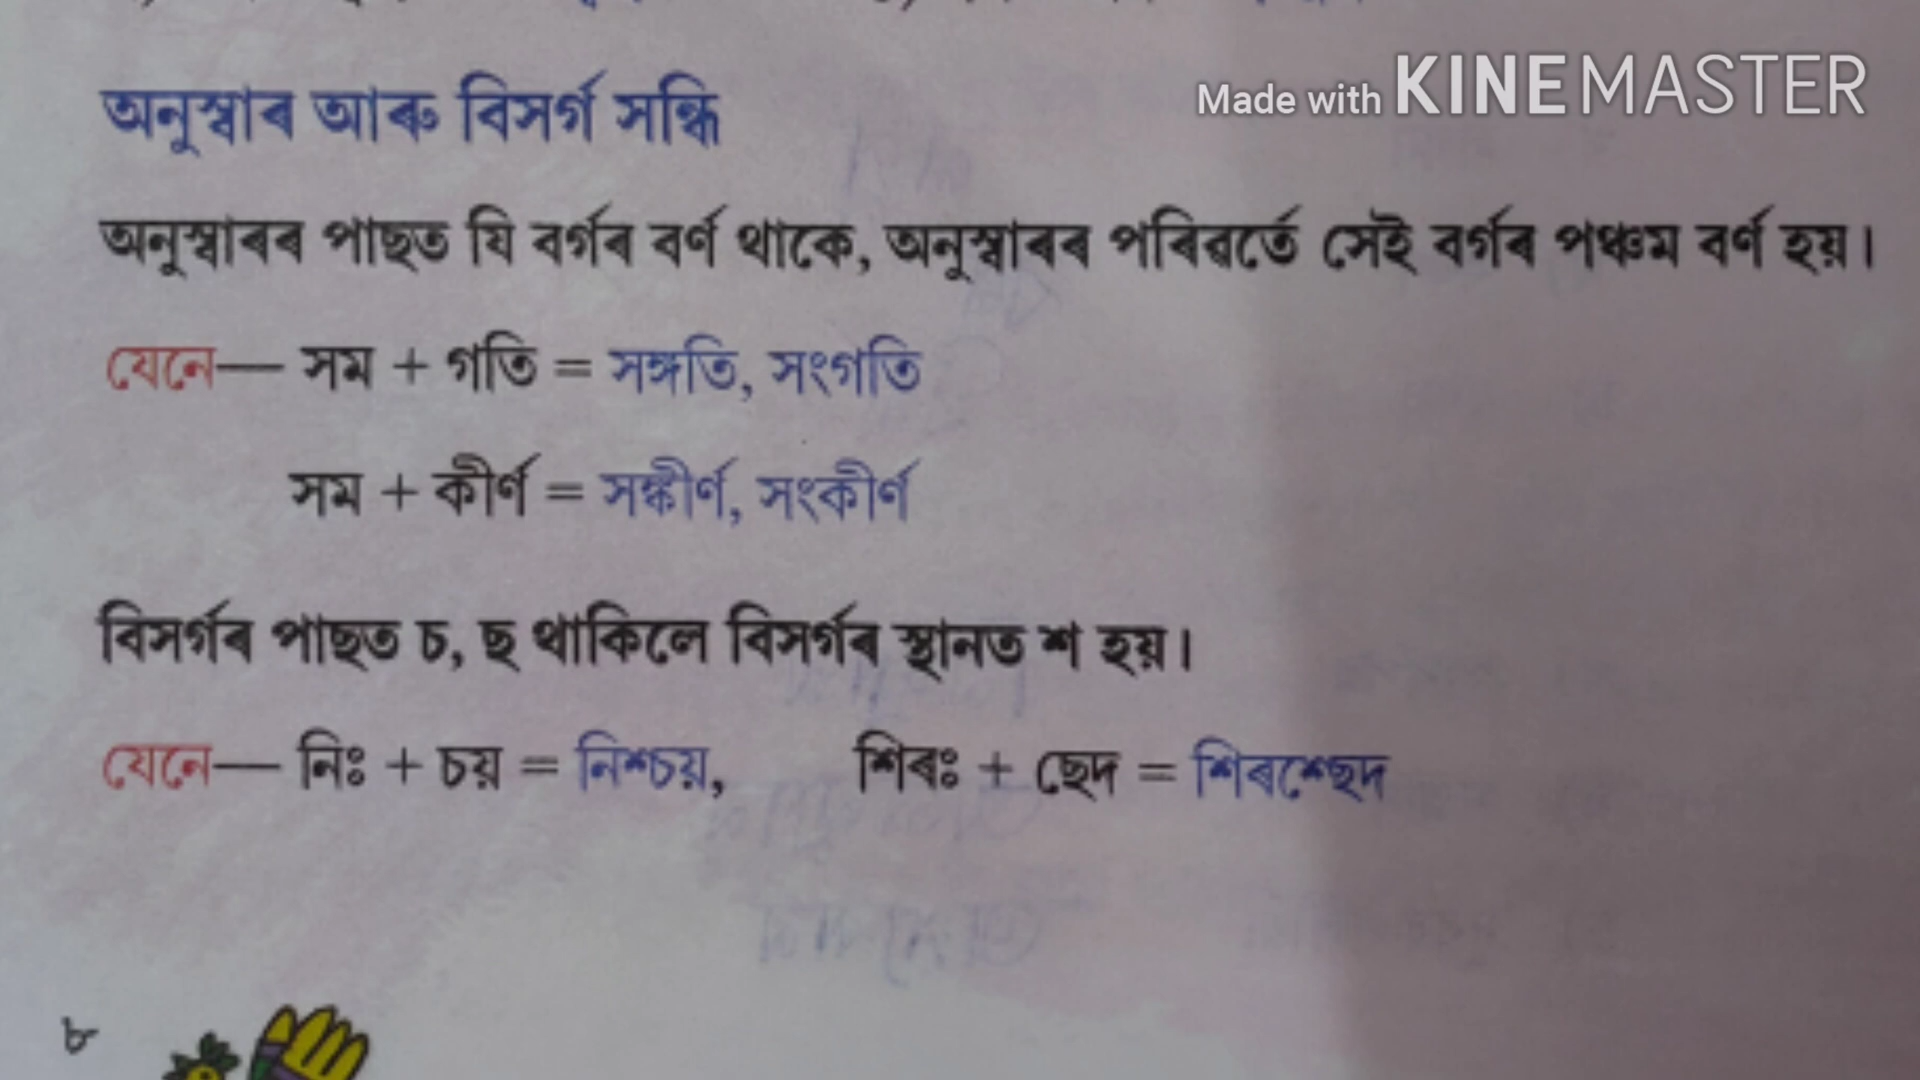 Made with KINEMASTER
অনুস্বাৰ আৰু বিসৰ্গ সন্ধি
অনুস্বাৰৰ পাছত যি বৰ্গৰ বৰ্ণ থাকে, অনুস্বাৰৰ পৰিৱৰ্তে সেই বৰ্গৰ পঞ্চম বৰ্ণ হয়।
যেনে— সম + গতি = সঙ্গতি, সংগতি
সম + কীৰ্ণ = সঙ্কীৰ্ণ, সংকীৰ্ণ
বিসৰ্গৰ পাছত চ, ছ থাকিলে বিসৰ্গৰ স্থানত শ হয়।
যেনে— নিঃ + চয় = নিশ্চয়, শিৰঃ + ছেদ = শিৰশ্ছেদ
৮